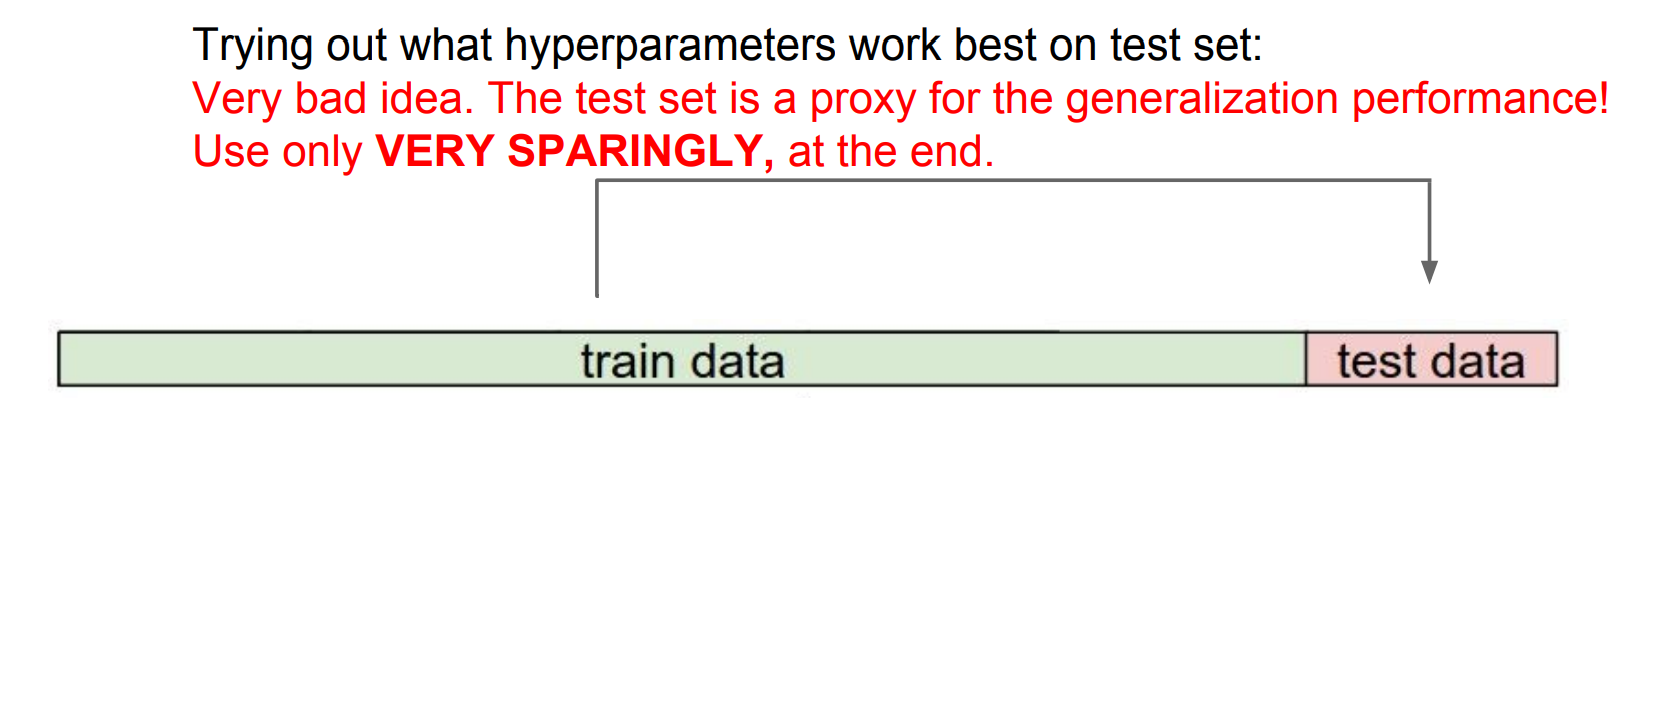 Trying out what hyperparameters work best on test set:
Very bad idea. The test set is a proxy for the generalization performance!
Use only VERY SPARINGLY, at the end.
train data
test data